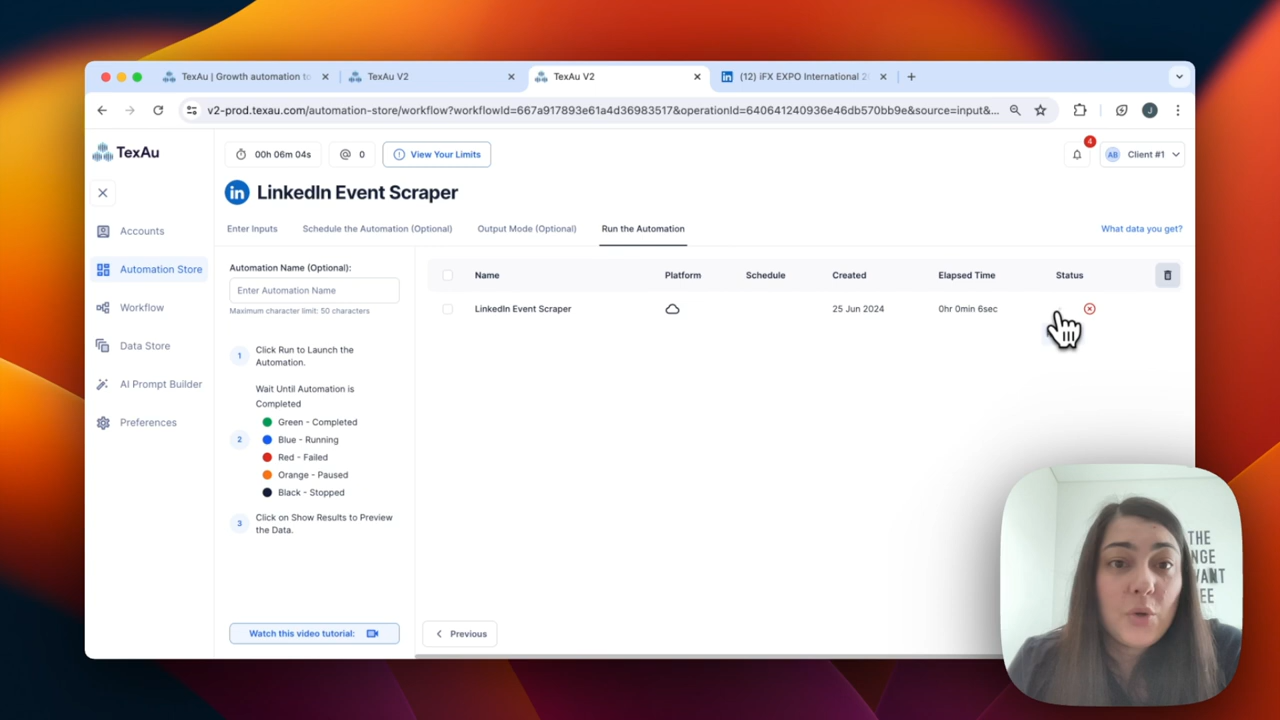 TexAu | Growth automation to
TexAu V2
TexAu V2
(12) iFX EXPO International 2
v2-prod.texau.com/automation-store/workflow?workflowId=667a917893e61a4d36983517&operationId=640641240936e46db570bb9e&source=input&...
J
TexAu
00h 06m 04s
0
View Your Limits
4
AB
Client #1
in
LinkedIn Event Scraper
Enter Inputs
Schedule the Automation (Optional)
Output Mode (Optional)
Run the Automation
What data you get?
Accounts
Automation Store
Workflow
Data Store
AI Prompt Builder
Preferences
Automation Name (Optional):
Enter Automation Name
Maximum character limit: 50 characters
1
Click Run to Launch the
Automation.
Wait Until Automation is
Completed
2
Green - Completed
Blue - Running
Red - Failed
Orange - Paused
Black - Stopped
3
Click on Show Results to Preview
the Data.
Watch this video tutorial:
Name
Platform
Schedule
Created
Elapsed Time
Status
LinkedIn Event Scraper
25 Jun 2024
0hr 0min 6sec
Previous
THE
NGE
WANT
EE